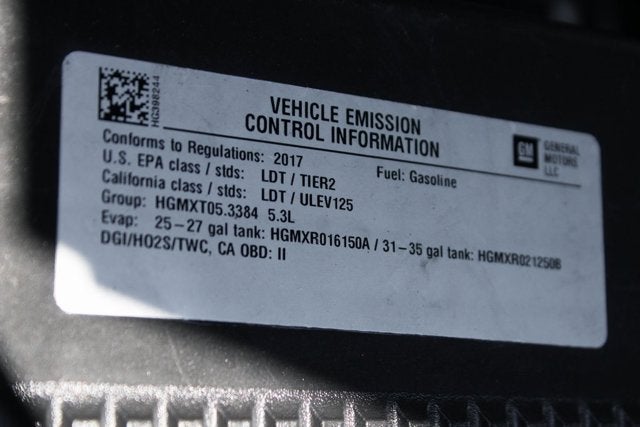 HG398244
VEHICLE EMISSION
CONTROL INFORMATION
GM
GENERAL
MOTORS
LLC
Conforms to Regulations: 2017
Fuel: Gasoline
U.S. EPA class / stds: LDT / TIER2
California class / stds: LDT / ULEV125
Group: HGMXT05.3384 5.3L
Evap: 25-27 gal tank: HGMXR016150A / 31-35 gal tank: HGMXR021250B
DGI/HO2S/TWC, CA OBD: II